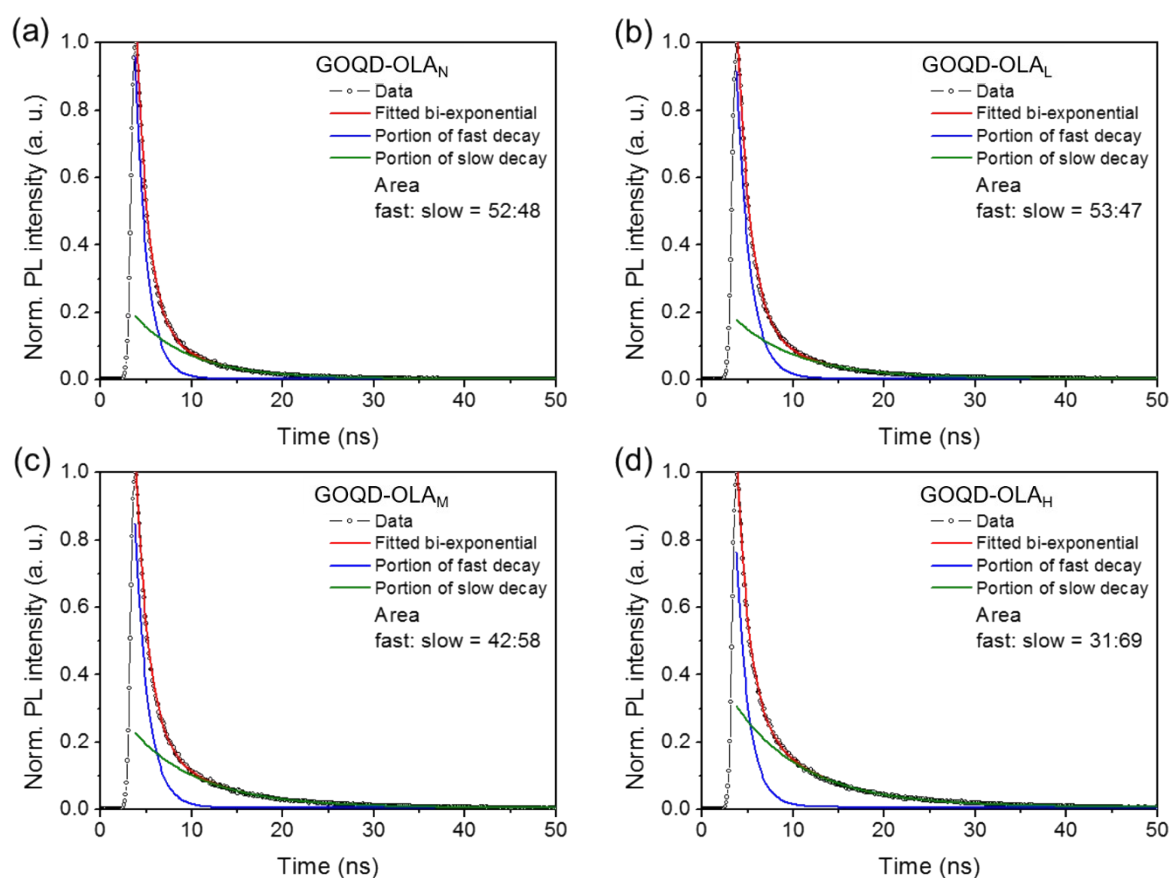 (a)
GOQD-OLA_N
Data
Fitted bi-exponential
Portion of fast decay
Portion of slow decay
Area
fast: slow = 52:48
Norm. PL intensity (a. u.)
1.0
0.8
0.6
0.4
0.2
0.0
0 10 20 30 40 50
Time (ns)
(b)
GOQD-OLA_L
Data
Fitted bi-exponential
Portion of fast decay
Portion of slow decay
Area
fast: slow = 53:47
Norm. PL intensity (a. u.)
1.0
0.8
0.6
0.4
0.2
0.0
0 10 20 30 40 50
Time (ns)
(c)
GOQD-OLA_M
Data
Fitted bi-exponential
Portion of fast decay
Portion of slow decay
Area
fast: slow = 42:58
Norm. PL intensity (a. u.)
1.0
0.8
0.6
0.4
0.2
0.0
0 10 20 30 40 50
Time (ns)
(d)
GOQD-OLA_H
Data
Fitted bi-exponential
Portion of fast decay
Portion of slow decay
Area
fast: slow = 31:69
Norm. PL intensity (a. u.)
1.0
0.8
0.6
0.4
0.2
0.0
0 10 20 30 40 50
Time (ns)